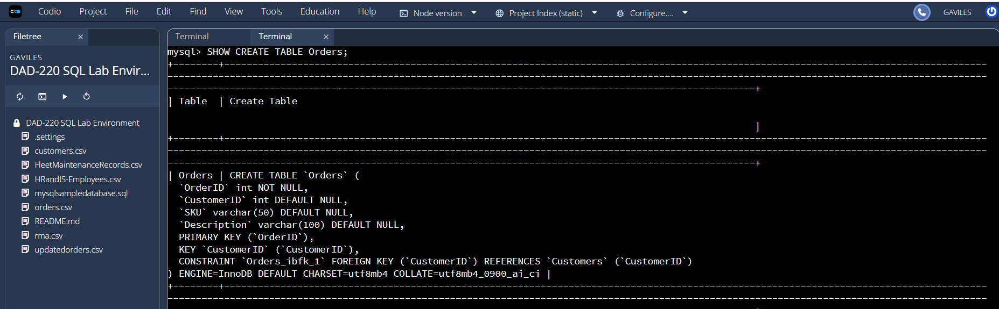 Codio Project File Edit Find View Tools Education Help Node version Project Index (static) Configure.... GAVILES
Filetree
GAVILES
DAD-220 SQL Lab Envir...
DAD-220 SQL Lab Environment
.settings
customers.csv
FleetMaintenanceRecords.csv
HRandIS-Employees.csv
mysqlsampledatabase.sql
orders.csv
README.md
rma.csv
updatedorders.csv
Terminal Terminal
mysql> SHOW CREATE TABLE Orders;
| Table | Create Table
|
| Orders | CREATE TABLE `Orders` (
`OrderID` int NOT NULL,
`CustomerID` int DEFAULT NULL,
`SKU` varchar(50) DEFAULT NULL,
`Description` varchar(100) DEFAULT NULL,
PRIMARY KEY (`OrderID`),
KEY `CustomerID` (`CustomerID`),
CONSTRAINT `Orders_ibfk_1` FOREIGN KEY (`CustomerID`) REFERENCES `Customers` (`CustomerID`)
) ENGINE=InnoDB DEFAULT CHARSET=utf8mb4 COLLATE=utf8mb4_0900_ai_ci |